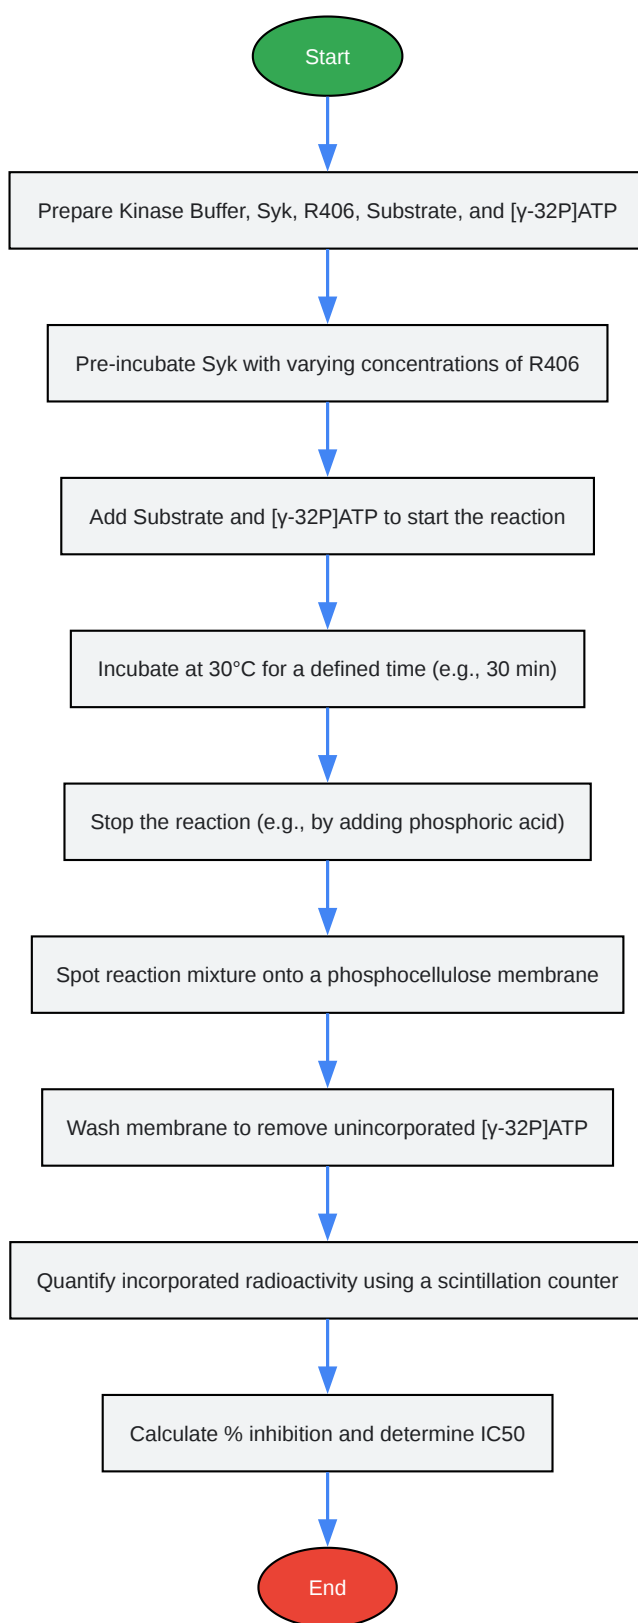 Start
Prepare Kinase Buffer, Syk, R406, Substrate, and [γ-32P]ATP
Pre-incubate Syk with varying concentrations of R406
Add Substrate and [γ-32P]ATP to start the reaction
Incubate at 30°C for a defined time (e.g., 30 min)
Stop the reaction (e.g., by adding phosphoric acid)
Spot reaction mixture onto a phosphocellulose membrane
Wash membrane to remove unincorporated [γ-32P]ATP
Quantify incorporated radioactivity using a scintillation counter
Calculate % inhibition and determine IC50
End